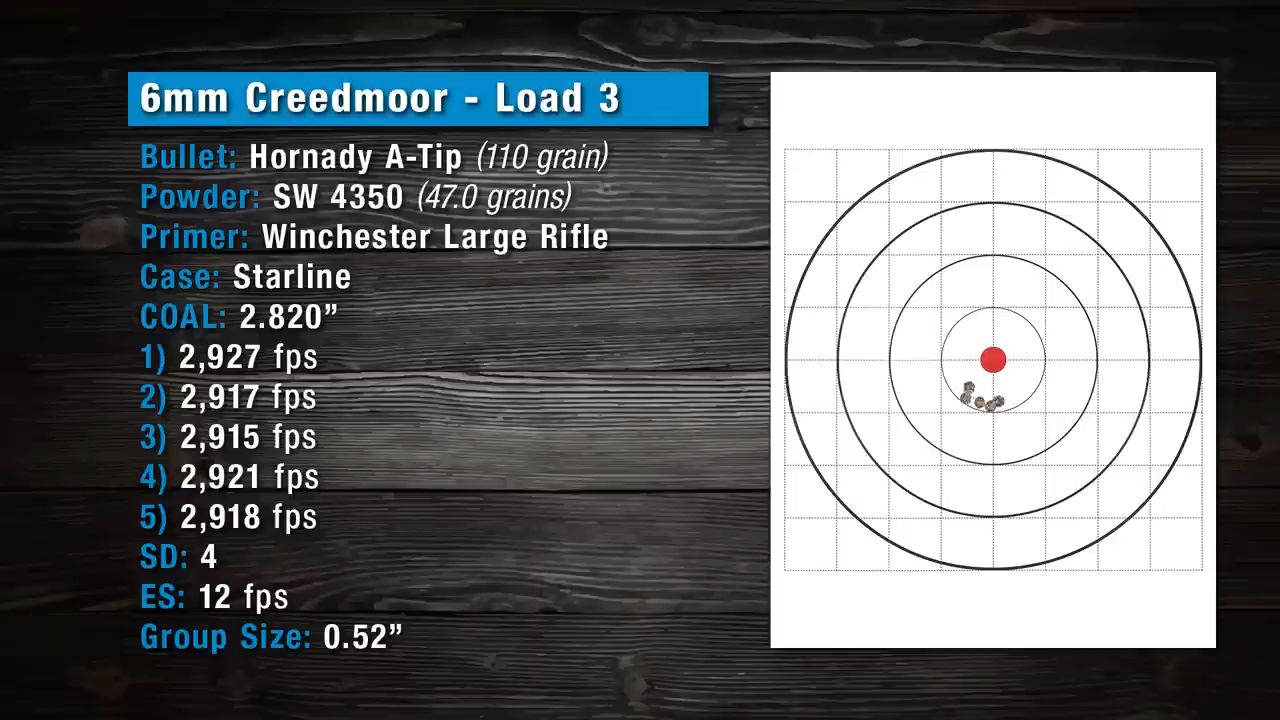 6mm Creedmoor - Load 3
Bullet: Hornady A-Tip (110 grain)
Powder: SW 4350 (47.0 grains)
Primer: Winchester Large Rifle
Case: Starline
COAL: 2.820”
1) 2,927 fps
2) 2,917 fps
3) 2,915 fps
4) 2,921 fps
5) 2,918 fps
SD: 4
ES: 12 fps
Group Size: 0.52”